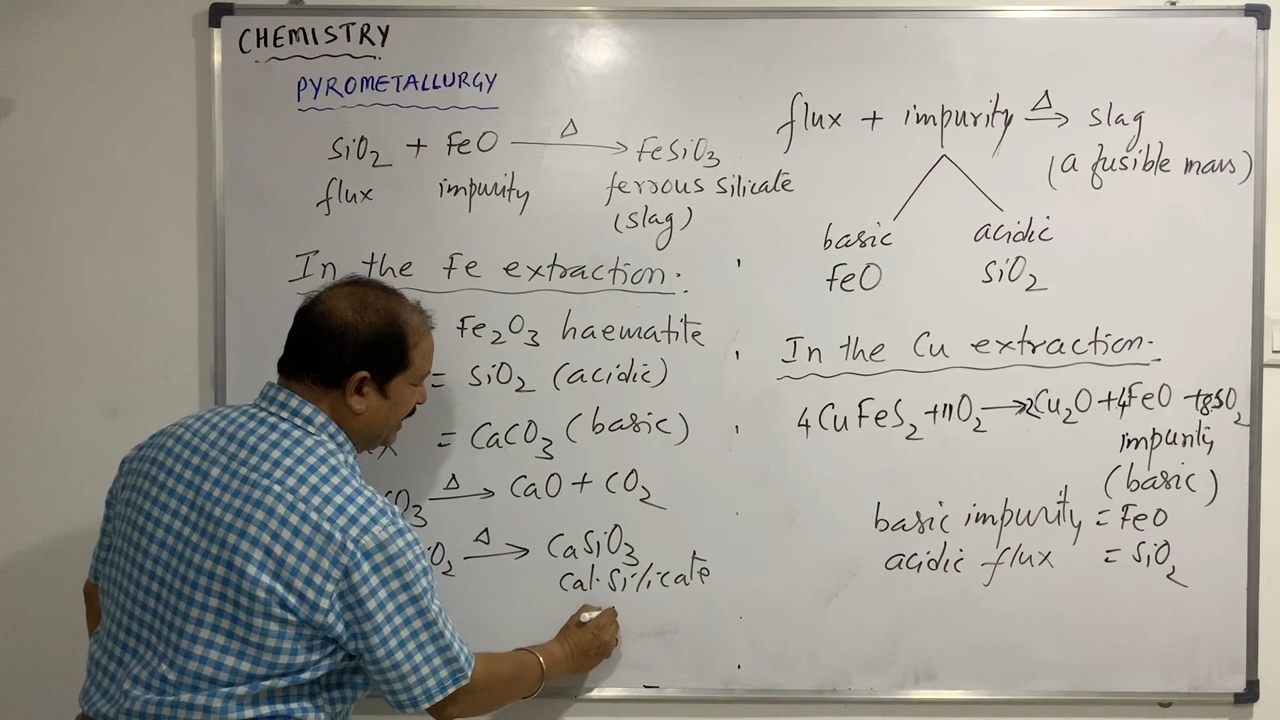 CHEMISTRY
PYROMETALLURGY
SiO₂ + FeO —Δ→ FeSiO₃
flux impurity ferrous silicate
(slag)
In the Fe extraction:
Fe₂O₃ haematite
= SiO₂ (acidic)
= CaCO₃ (basic)
O₃ —Δ→ CaO + CO₂
O₂ —Δ→ CaSiO₃
Cal. silicate
flux + impurity —Δ→ slag
(a fusible mass)
basic acidic
FeO SiO₂
In the Cu extraction.
4CuFeS₂ + 11O₂ → 2Cu₂O + 4FeO + 8SO₂
impurity
(basic)
basic impurity = FeO
acidic flux = SiO₂